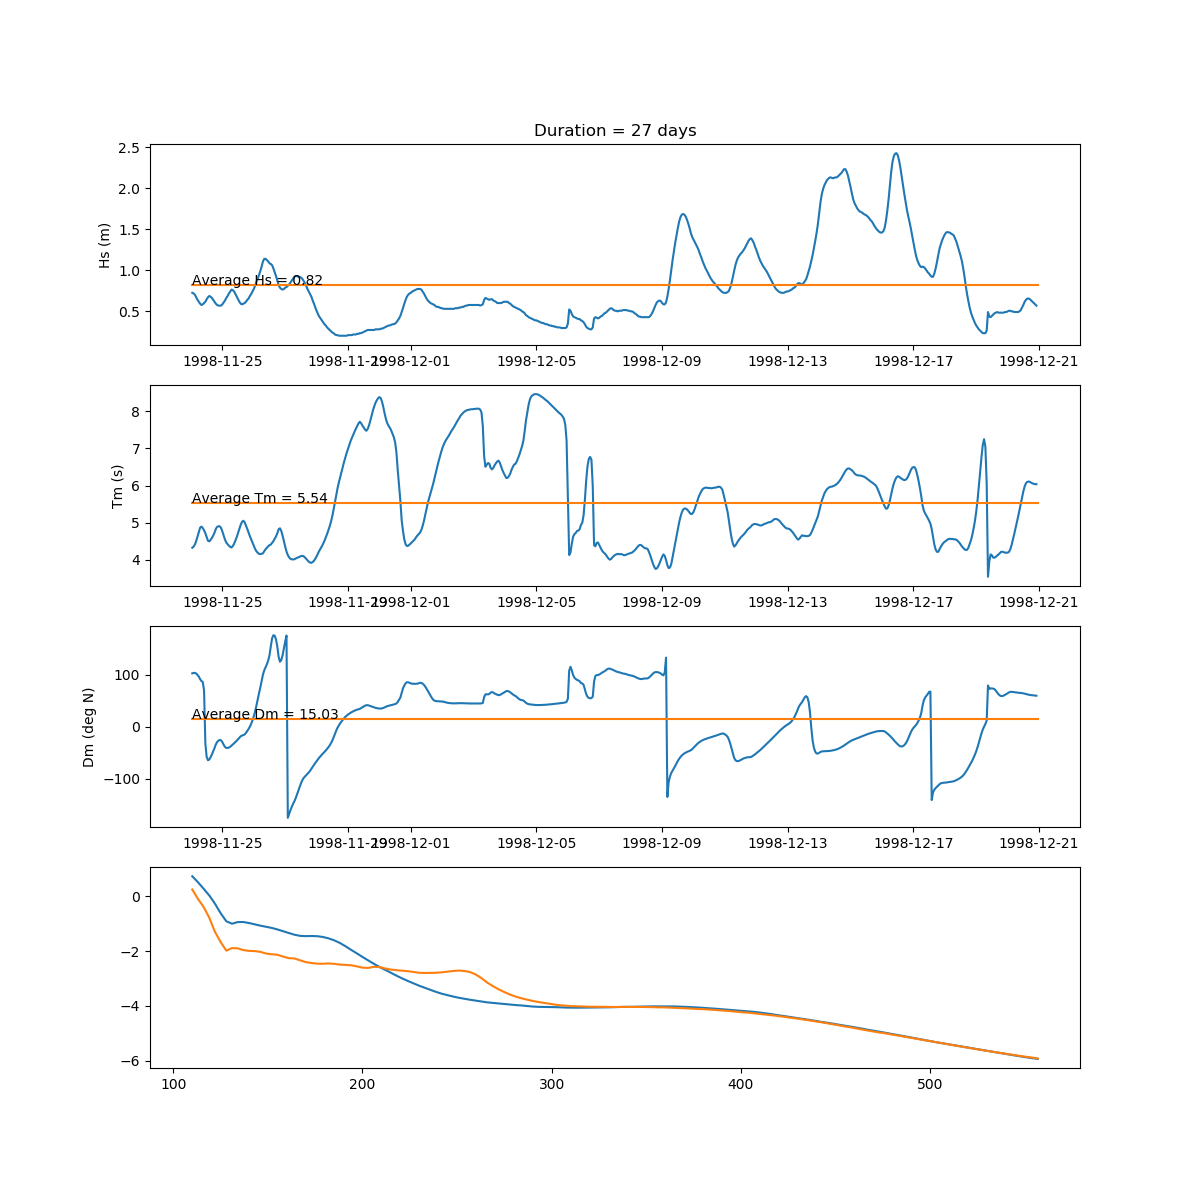 Duration = 27 days
2.5
2.0
1.5
1.0
0.5
Hs (m)
Average Hs = 0.82
1998-11-25 1998-11-29 1998-12-01 1998-12-05 1998-12-09 1998-12-13 1998-12-17 1998-12-21
8
7
6
5
4
Tm (s)
Average Tm = 5.54
1998-11-25 1998-11-29 1998-12-01 1998-12-05 1998-12-09 1998-12-13 1998-12-17 1998-12-21
100
0
−100
Dm (deg N)
Average Dm = 15.03
1998-11-25 1998-11-29 1998-12-01 1998-12-05 1998-12-09 1998-12-13 1998-12-17 1998-12-21
0
−2
−4
−6
100 200 300 400 500